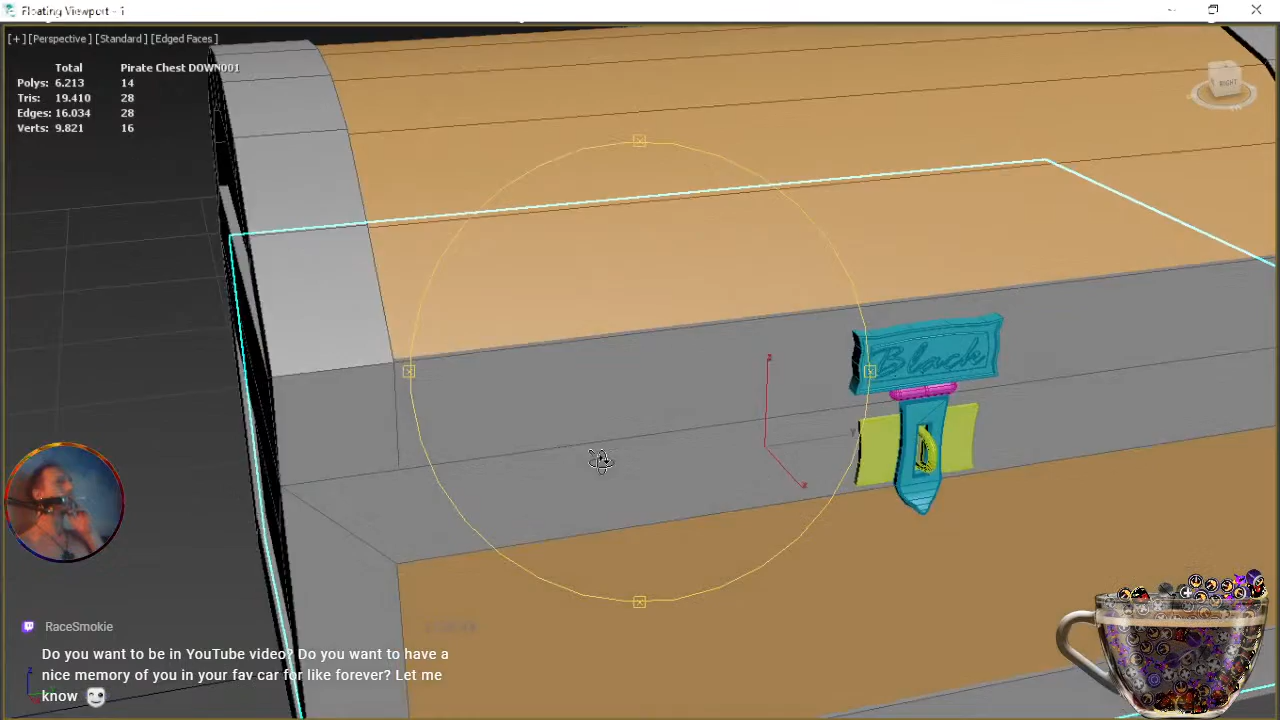 Floating Viewport - 1
[+] [Perspective] [Standard] [Edged Faces]
Total Pirate Chest DOWN001
Polys: 6.213 14
Tris: 19.410 28
Edges: 16.034 28
Verts: 9.821 16
RIGHT
Black
z
y
x
RaceSmokie
Do you want to be in YouTube video? Do you want to have a
nice memory of you in your fav car for like forever? Let me
know